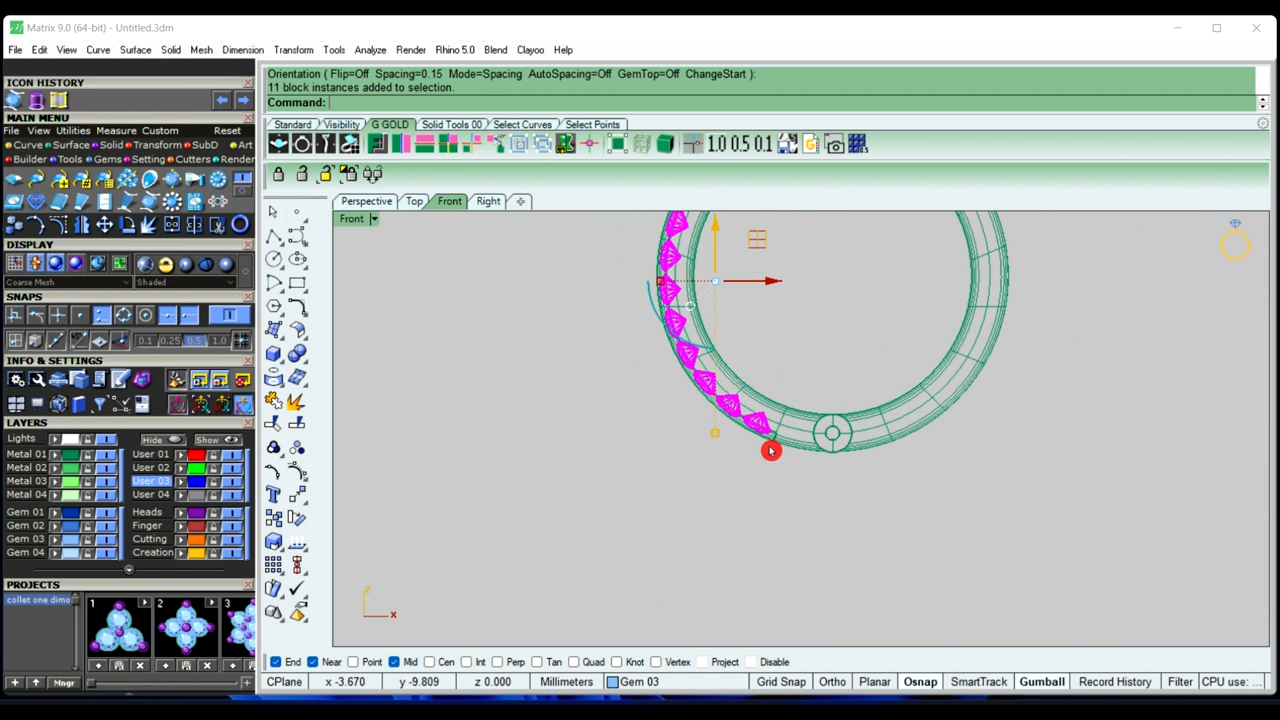 Matrix 9.0 (64-bit) - Untitled.3dm
File Edit View Curve Surface Solid Mesh Dimension Transform Tools Analyze Render Rhino 5.0 Blend Clayoo Help
ICON HISTORY
MAIN MENU
File View Utilities Measure Custom Reset
Curve Surface Solid Transform SubD Art
Builder Tools Gems Setting Cutters Render
DISPLAY
Coarse Mesh Shaded
SNAPS
0.1 0.25 0.5 1.0
INFO & SETTINGS
LAYERS
Lights Hide Show
Metal 01 User 01
Metal 02 User 02
Metal 03 User 03
Metal 04 User 04
Gem 01 Heads
Gem 02 Finger
Gem 03 Cutting
Gem 04 Creation
PROJECTS
collet one dimo
1 2 3
Mngr
Orientation ( Flip=Off Spacing=0.15 Mode=Spacing AutoSpacing=Off GemTop=Off ChangeStart ):
11 block instances added to selection.
Command:
Standard Visibility G GOLD Solid Tools 00 Select Curves Select Points
1.0 0.5 0.1
Perspective Top Front Right
Front
z
x
End Near Point Mid Cen Int Perp Tan Quad Knot Vertex Project Disable
CPlane x -3.670 y -9.809 z 0.000 Millimeters Gem 03 Grid Snap Ortho Planar Osnap SmartTrack Gumball Record History Filter CPU use: ...